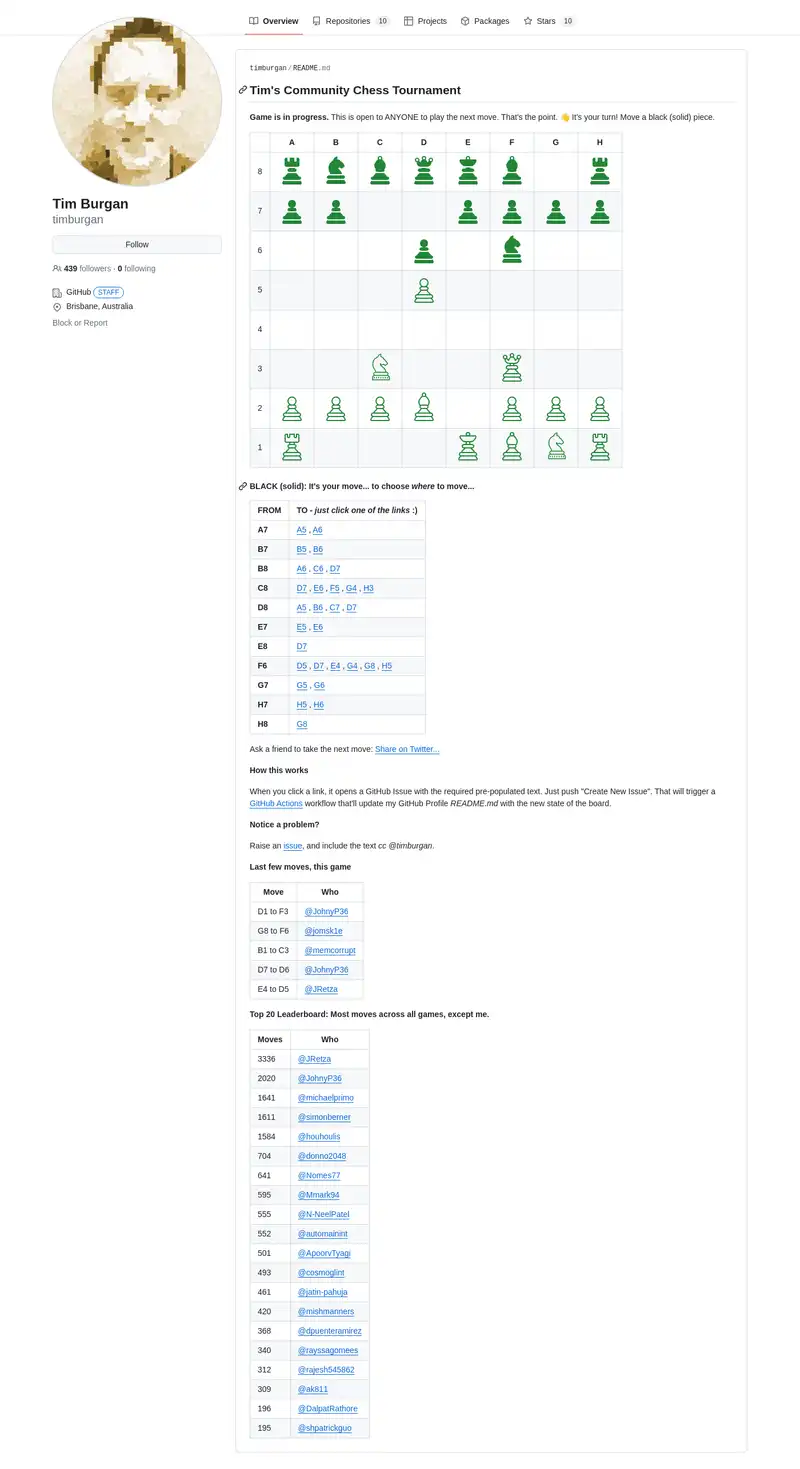 Overview Repositories 10 Projects Packages Stars 10
Tim Burgan
timburgan
Follow
439 followers · 0 following
GitHub STAFF
Brisbane, Australia
Block or Report
timburgan / README.md
Tim's Community Chess Tournament
Game is in progress. This is open to ANYONE to play the next move. That's the point. 👋 It's your turn! Move a black (solid) piece.
A B C D E F G H
8
7
6
5
4
3
2
1
BLACK (solid): It's your move... to choose where to move...
FROM TO - just click one of the links :)
A7 A5 , A6
B7 B5 , B6
B8 A6 , C6 , D7
C8 D7 , E6 , F5 , G4 , H3
D8 A5 , B6 , C7 , D7
E7 E5 , E6
E8 D7
F6 D5 , D7 , E4 , G4 , G8 , H5
G7 G5 , G6
H7 H5 , H6
H8 G8
Ask a friend to take the next move: Share on Twitter...
How this works
When you click a link, it opens a GitHub Issue with the required pre-populated text. Just push "Create New Issue". That will trigger a
GitHub Actions workflow that'll update my GitHub Profile README.md with the new state of the board.
Notice a problem?
Raise an issue, and include the text cc @timburgan.
Last few moves, this game
Move Who
D1 to F3 @JohnyP36
G8 to F6 @jomsk1e
B1 to C3 @memcorrupt
D7 to D6 @JohnyP36
E4 to D5 @JRetza
Top 20 Leaderboard: Most moves across all games, except me.
Moves Who
3336 @JRetza
2020 @JohnyP36
1641 @michaelprimo
1611 @simonberner
1584 @houhoulis
704 @donno2048
641 @Nomes77
595 @Mmark94
555 @N-NeelPatel
552 @automainint
501 @ApoorvTyagi
493 @cosmoglint
461 @jatin-pahuja
420 @mishmanners
368 @dpuenteramirez
340 @rayssagomees
312 @rajesh545862
309 @ak811
196 @DalpatRathore
195 @shpatrickguo